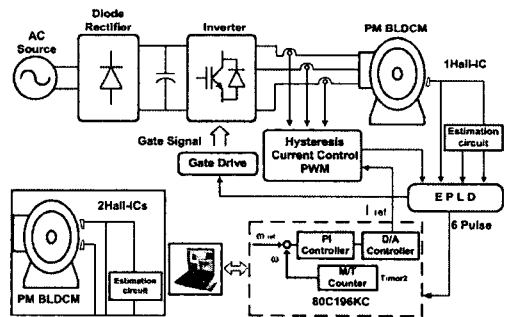 AC
Source
Diode
Rectifier
Inverter
PM BLDCM
1Hall-IC
Estimation
circuit
Gate Signal
Gate Drive
Hysteresis
Current Control
PWM
EPLD
I ref
6 Pulse
2Hall-ICs
PM BLDCM
Estimation
circuit
ω ref
ω
PI
Controller
D/A
Controller
M/T
Counter
Timer2
80C196KC